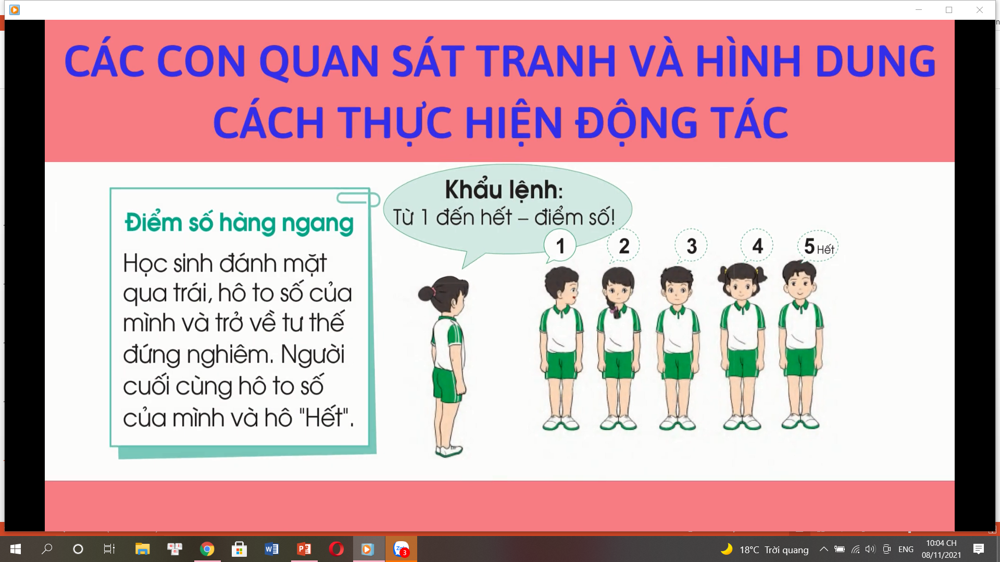 CÁC CON QUAN SÁT TRANH VÀ HÌNH DUNG
CÁCH THỰC HIỆN ĐỘNG TÁC
Khẩu lệnh:
Từ 1 đến hết – điểm số!
Điểm số hàng ngang
Học sinh đánh mặt
qua trái, hô to số của
mình và trở về tư thế
đứng nghiêm. Người
cuối cùng hô to số
của mình và hô "Hết".
1
2
3
4
5 Hết
18°C Trời quang
ENG
10:04 CH
08/11/2021
3